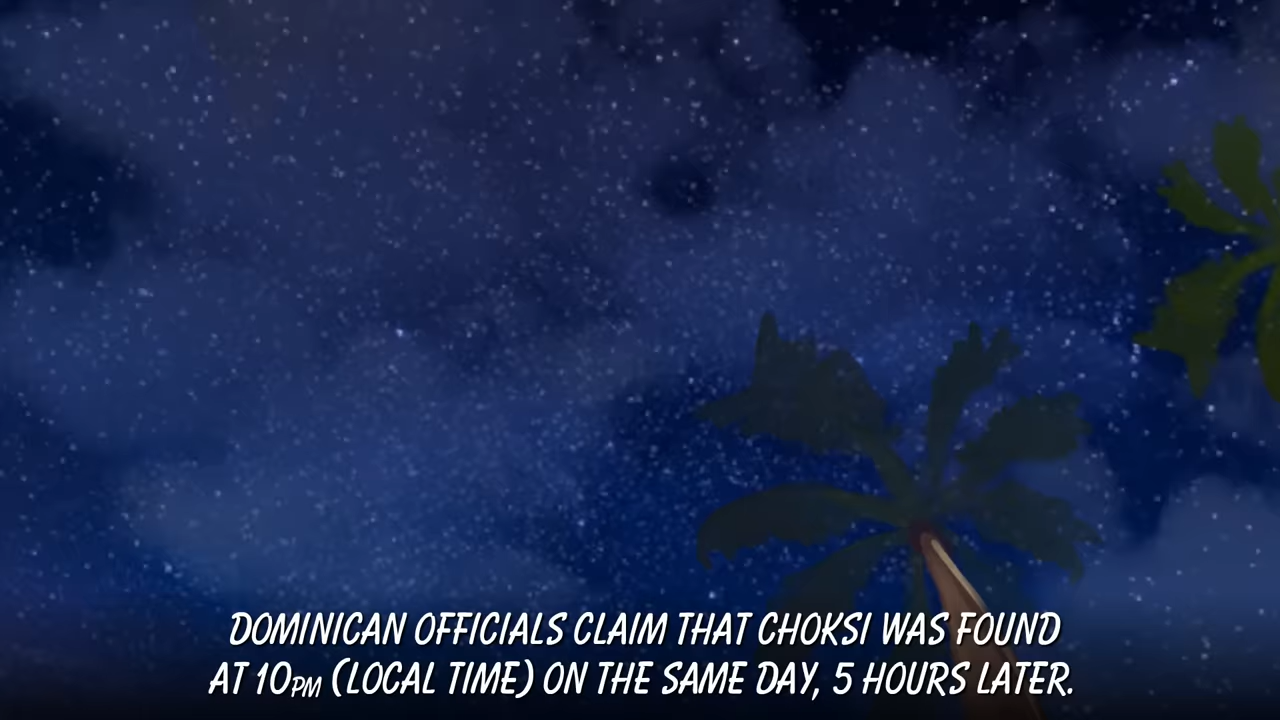 DOMINICAN OFFICIALS CLAIM THAT CHOKSI WAS FOUND
AT 10PM (LOCAL TIME) ON THE SAME DAY, 5 HOURS LATER.